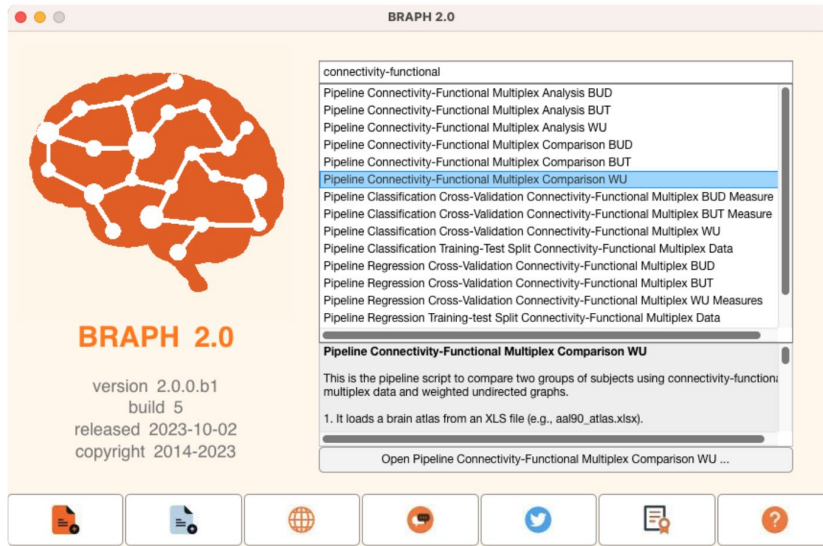 BRAPH 2.0
connectivity-functional
Pipeline Connectivity-Functional Multiplex Analysis BUD
Pipeline Connectivity-Functional Multiplex Analysis BUT
Pipeline Connectivity-Functional Multiplex Analysis WU
Pipeline Connectivity-Functional Multiplex Comparison BUD
Pipeline Connectivity-Functional Multiplex Comparison BUT
Pipeline Connectivity-Functional Multiplex Comparison WU
Pipeline Classification Cross-Validation Connectivity-Functional Multiplex BUD Measure
Pipeline Classification Cross-Validation Connectivity-Functional Multiplex BUT Measure
Pipeline Classification Cross-Validation Connectivity-Functional Multiplex WU
Pipeline Classification Training-Test Split Connectivity-Functional Multiplex Data
Pipeline Regression Cross-Validation Connectivity-Functional Multiplex BUD
Pipeline Regression Cross-Validation Connectivity-Functional Multiplex BUT
Pipeline Regression Cross-Validation Connectivity-Functional Multiplex WU Measures
Pipeline Regression Training-test Split Connectivity-Functional Multiplex Data
Pipeline Connectivity-Functional Multiplex Comparison WU
This is the pipeline script to compare two groups of subjects using connectivity-functiona
multiplex data and weighted undirected graphs.
1. It loads a brain atlas from an XLS file (e.g., aal90_atlas.xlsx).
Open Pipeline Connectivity-Functional Multiplex Comparison WU ...
BRAPH 2.0
version 2.0.0.b1
build 5
released 2023-10-02
copyright 2014-2023
?